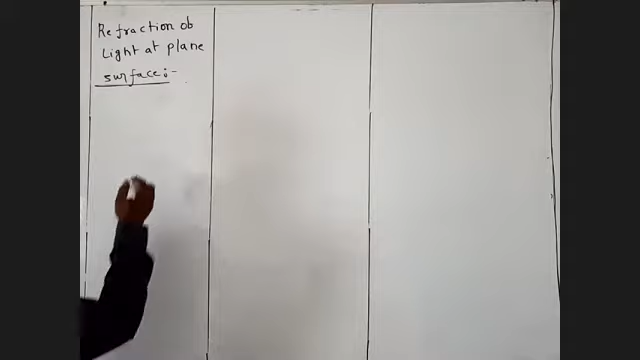 Refraction ob
Light at plane
surface:-